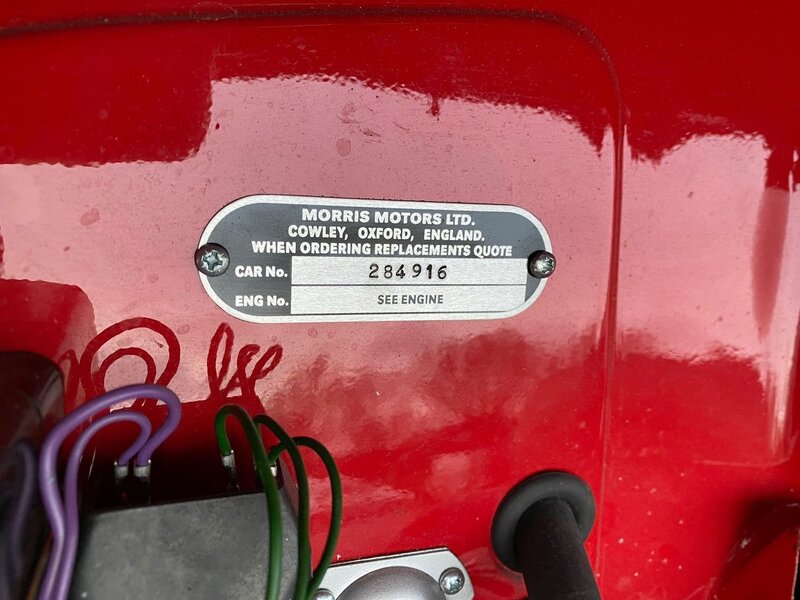 MORRIS MOTORS LTD.
COWLEY, OXFORD, ENGLAND.
WHEN ORDERING REPLACEMENTS QUOTE
CAR No. 284916
ENG No. SEE ENGINE